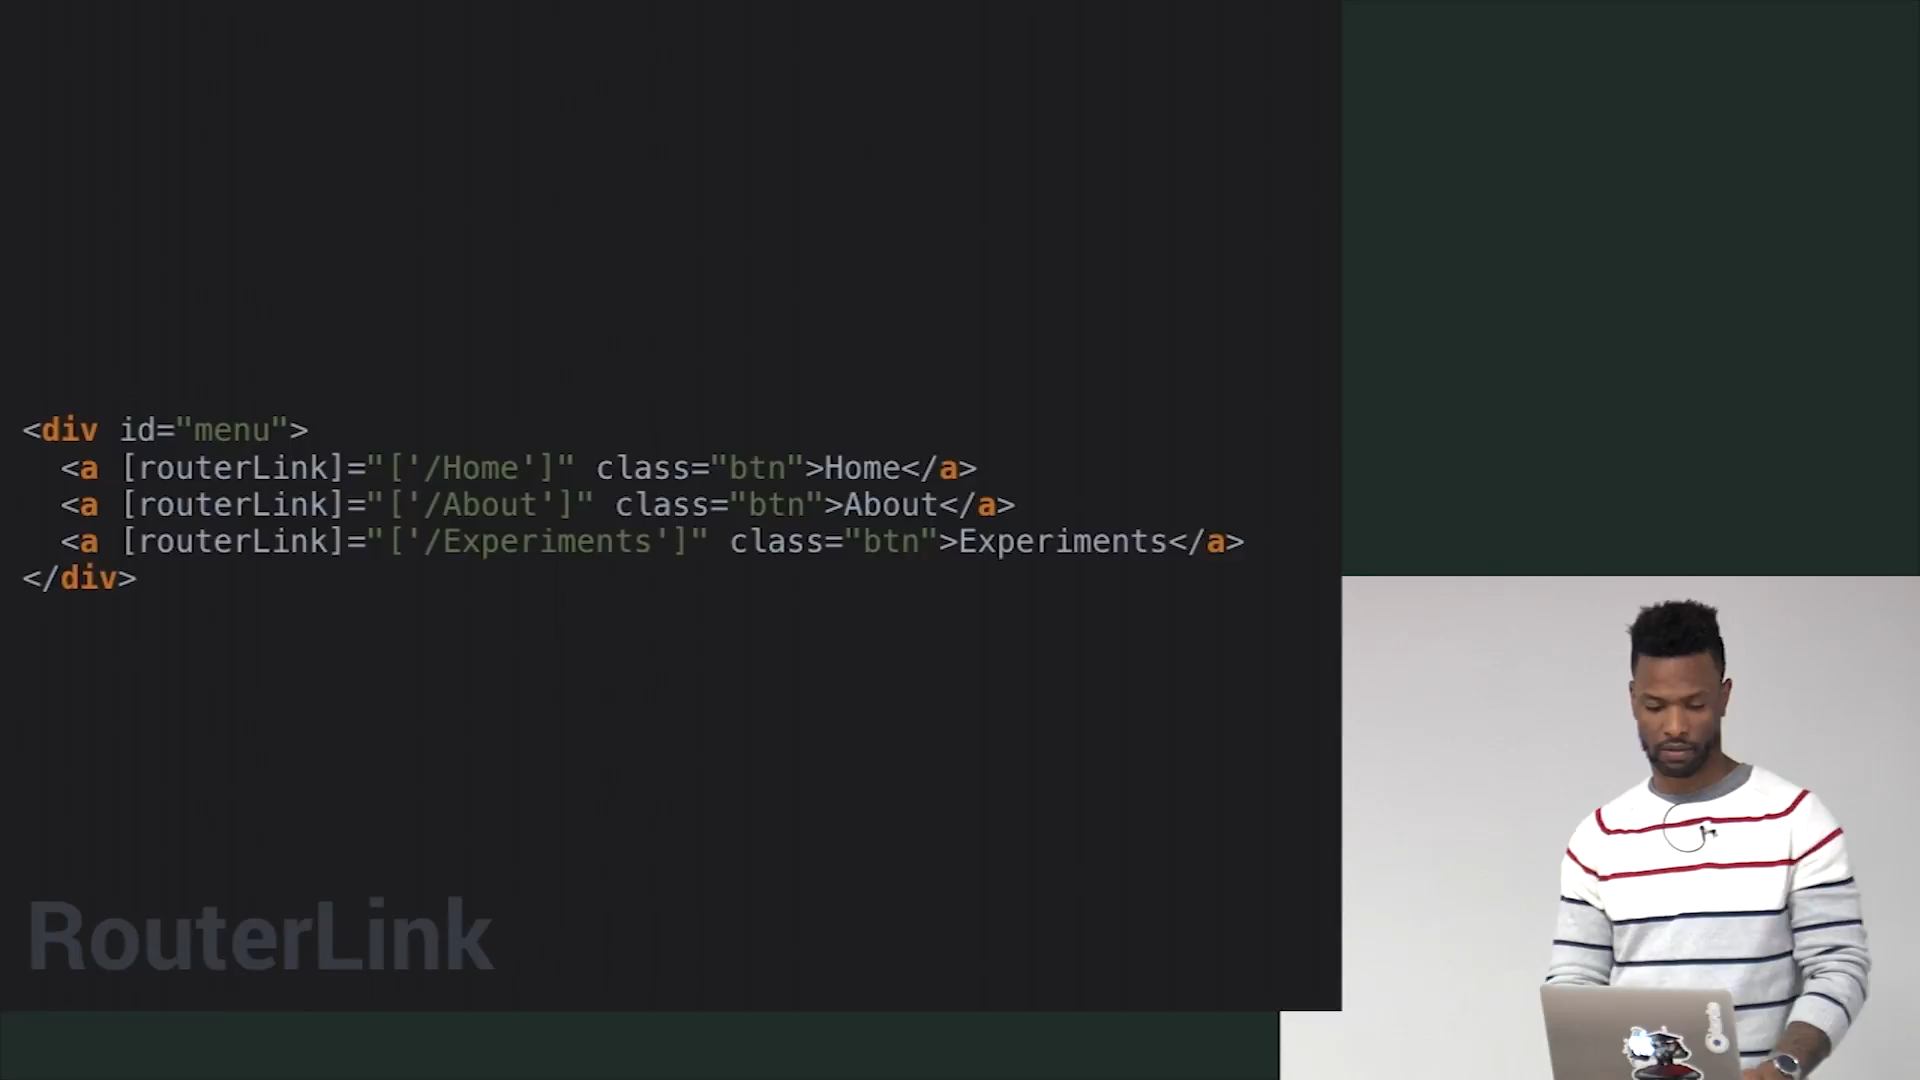 <div id="menu">
  <a [routerLink]="['/Home']" class="btn">Home</a>
  <a [routerLink]="['/About']" class="btn">About</a>
  <a [routerLink]="['/Experiments']" class="btn">Experiments</a>
</div>
RouterLink